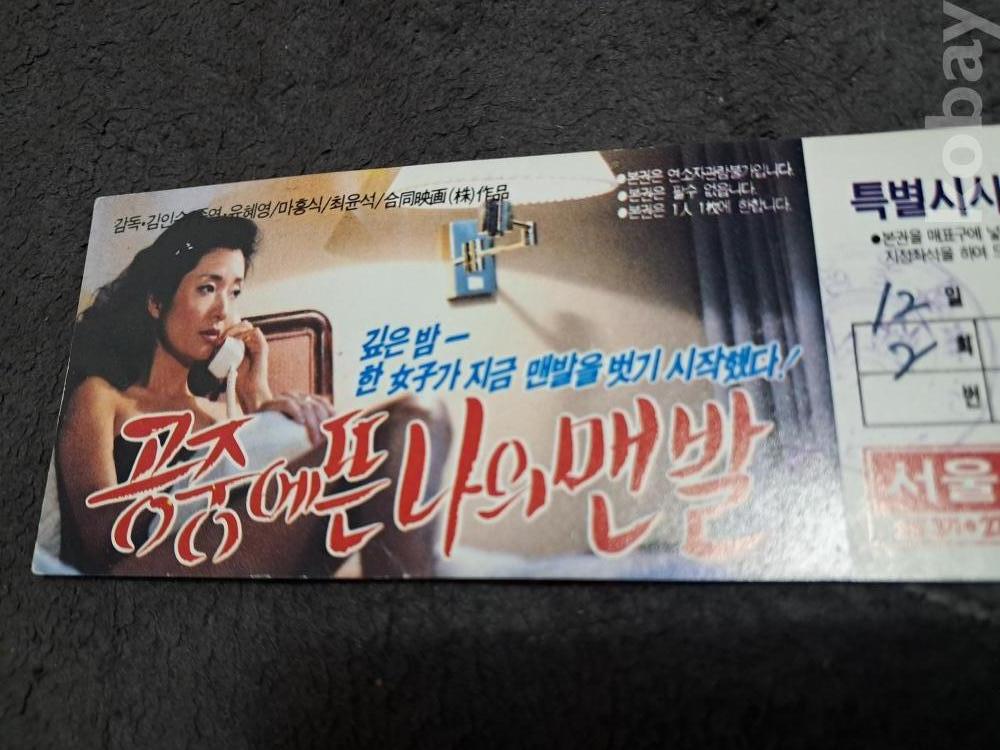 감독·김인수 주연·윤혜영/마흥식/최윤석/合同映画(株)作品
●본권은 연소자관람불가입니다.
●본권은 팔수 없읍니다.
●본권은 1人 1枚에 한합니다.
깊은 밤—
한 女子가 지금 맨발을 벗기 시작했다!
공중에 뜬 나의 맨발
특별시사
●본권을 매표구에
지정좌석을 하여
12 일
2 회
번
서울
obay